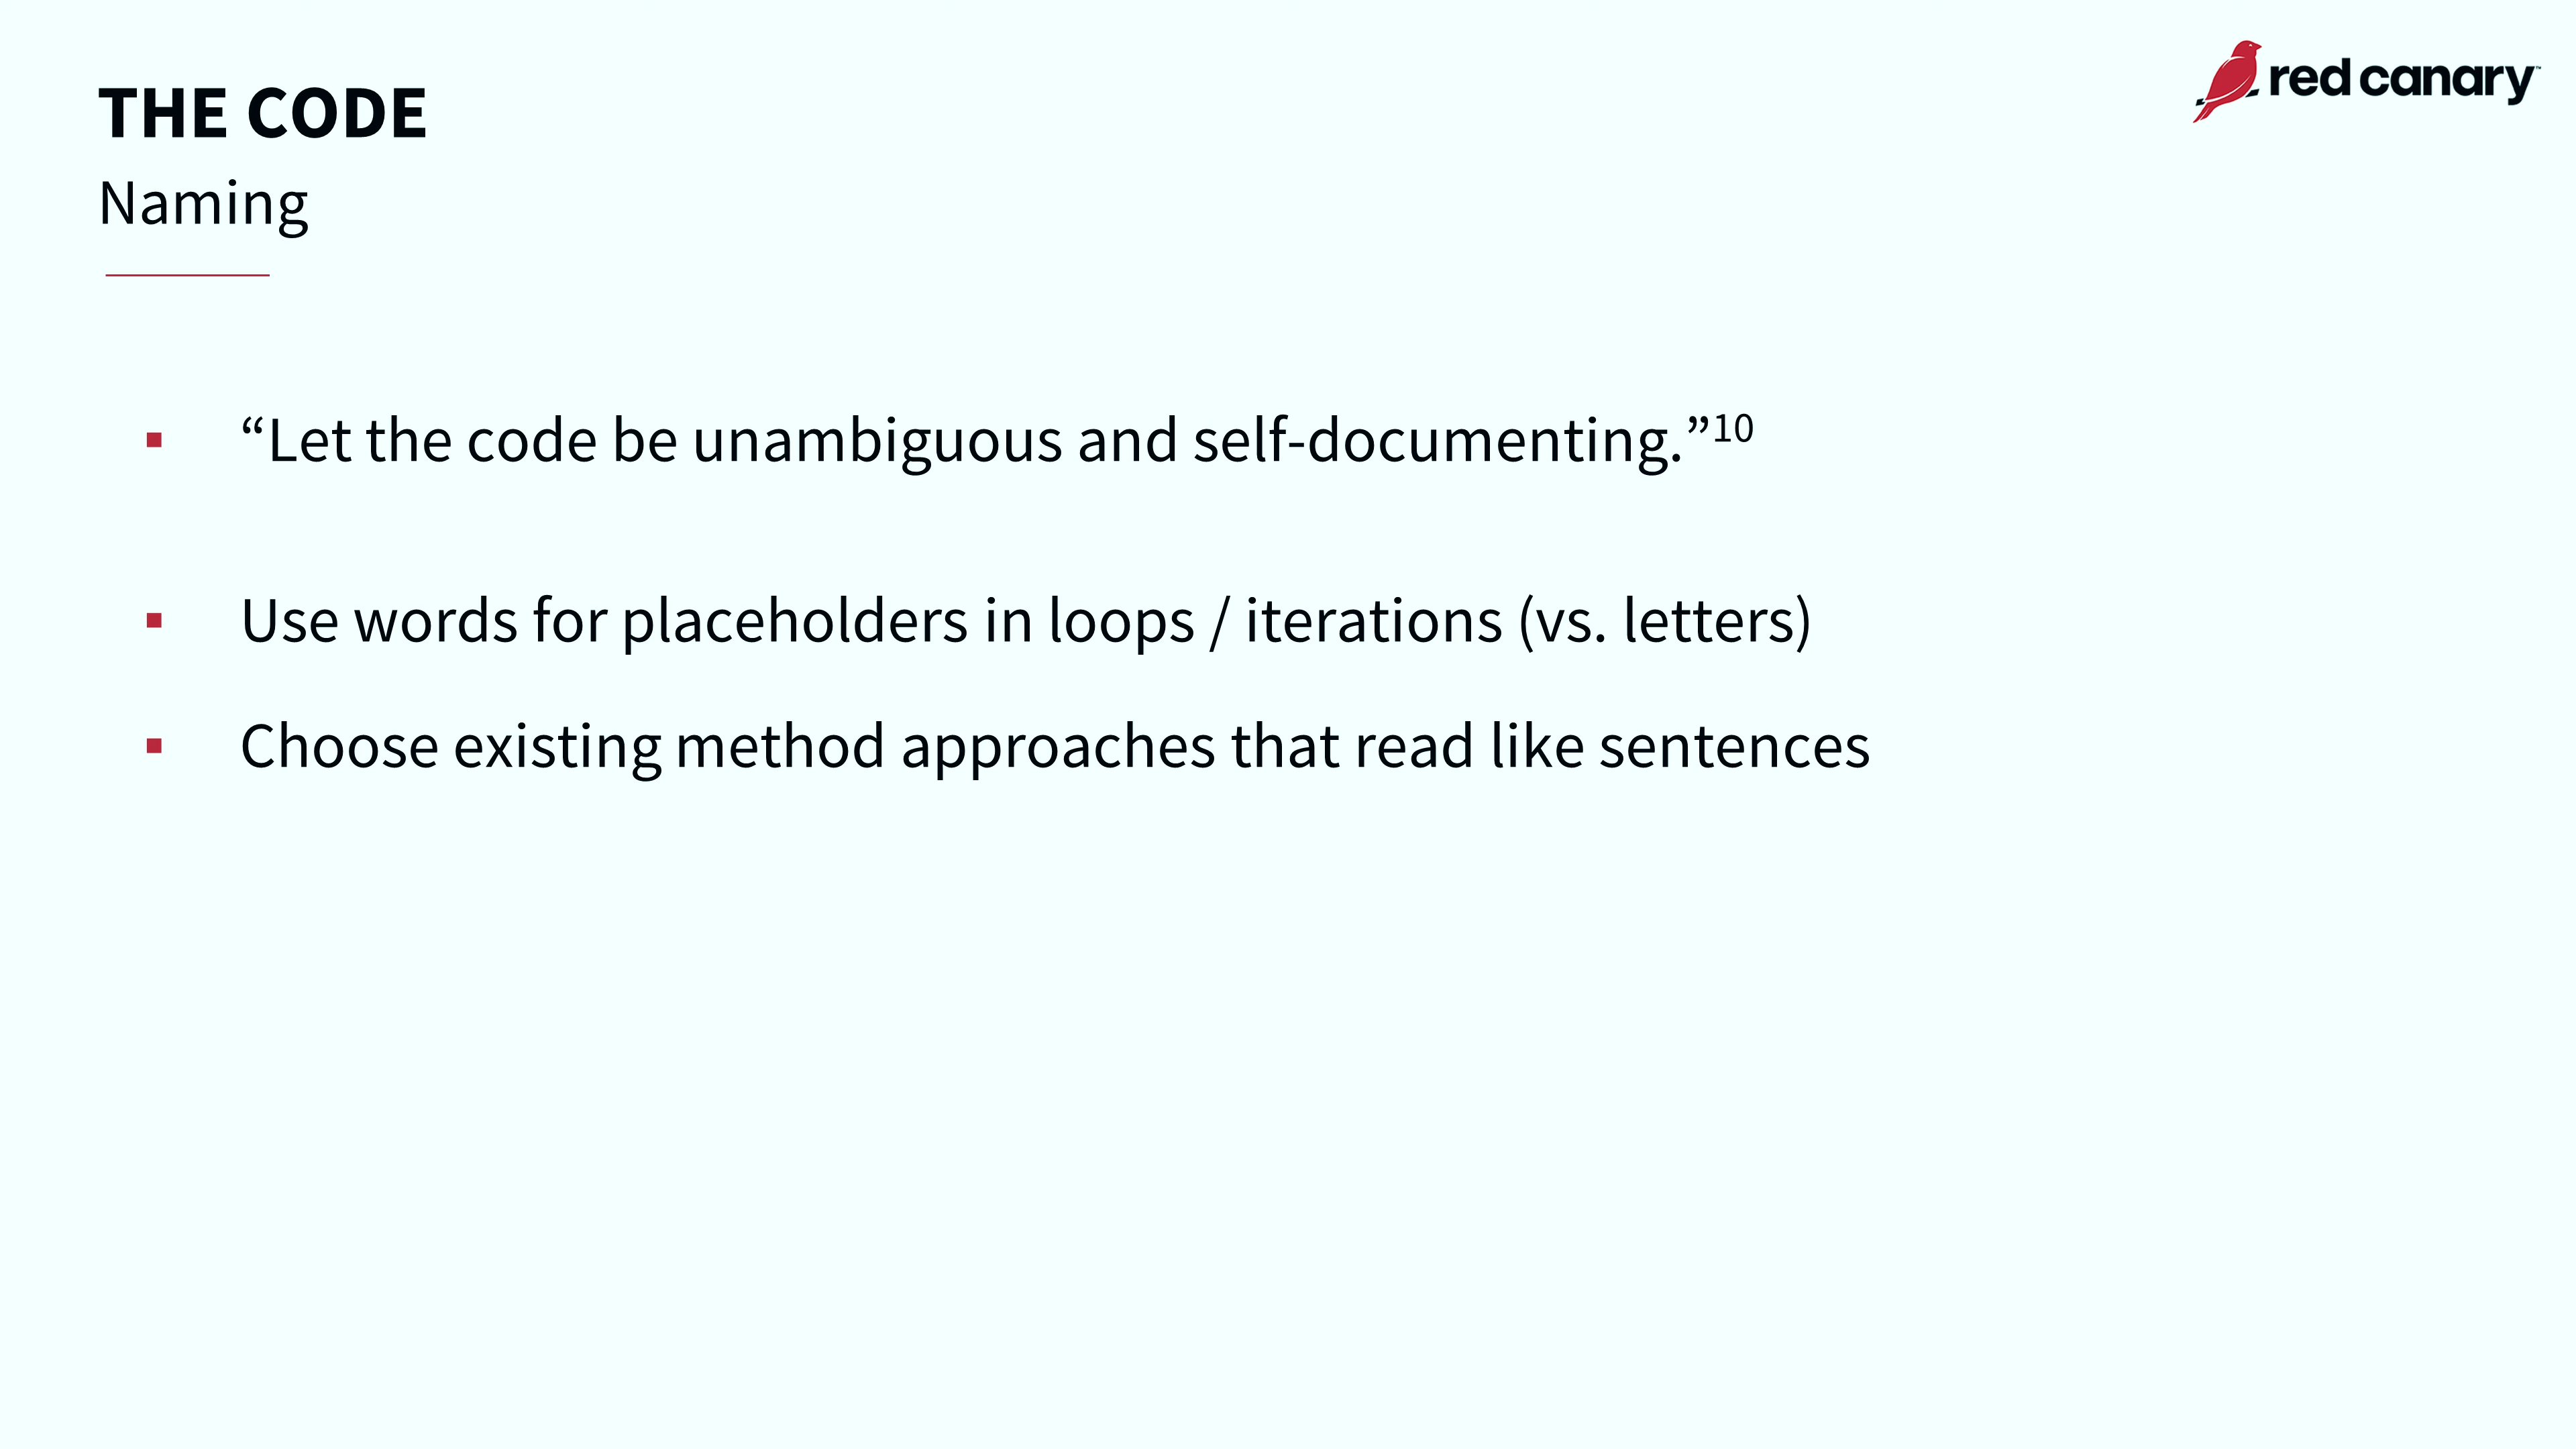 THE CODE
Naming
red canary™
▪ “Let the code be unambiguous and self-documenting.”10
▪ Use words for placeholders in loops / iterations (vs. letters)
▪ Choose existing method approaches that read like sentences